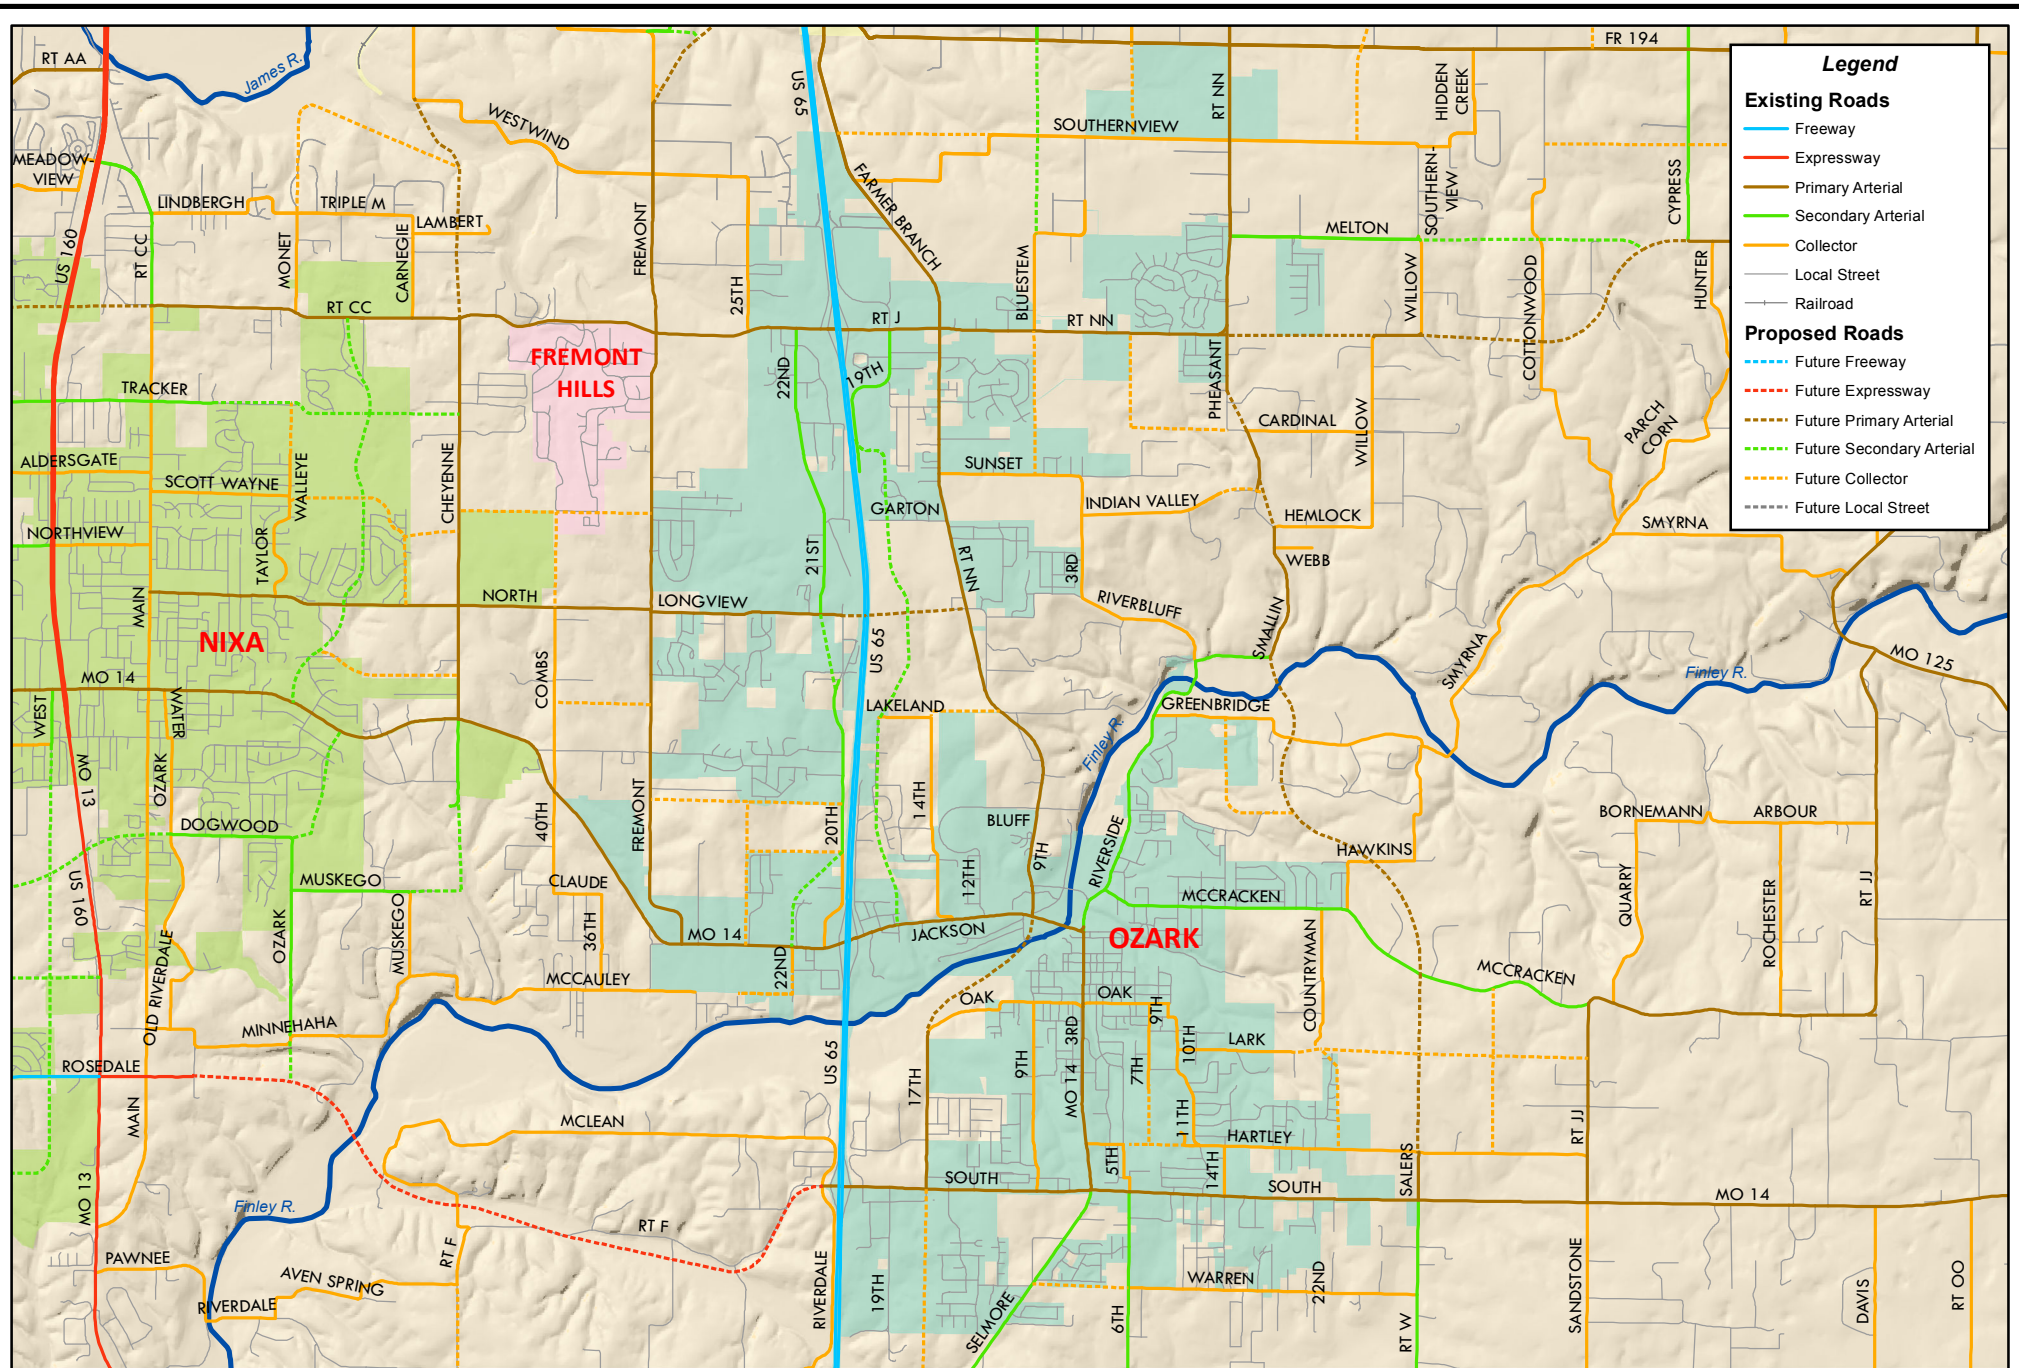 FR 194
RT AA
James R.
US 65
RT NN
HIDDEN
CREEK
Legend
Existing Roads
Freeway
Expressway
Primary Arterial
Secondary Arterial
Collector
Local Street
Railroad
Proposed Roads
Future Freeway
Future Expressway
Future Primary Arterial
Future Secondary Arterial
Future Collector
Future Local Street
WESTWIND
SOUTHERNVIEW
MEADOW-
VIEW
FARMER BRANCH
SOUTHERN-
VIEW
CYPRESS
LINDBERGH
TRIPLE M
LAMBERT
US 160
RT CC
MONET
CARNEGIE
FREMONT
25TH
BLUESTEM
MELTON
WILLOW
COTTONWOOD
HUNTER
RT CC
RT J
RT NN
FREMONT
HILLS
22ND
19TH
PHEASANT
TRACKER
CARDINAL
WILLOW
PARCH
CORN
ALDERSGATE
SCOTT WAYNE
WALLEYE
CHEYENNE
SUNSET
INDIAN VALLEY
GARTON
HEMLOCK
SMYRNA
NORTHVIEW
TAYLOR
21ST
RT NN
3RD
WEBB
MAIN
NORTH
LONGVIEW
RIVERBLUFF
SMALLIN
NIXA
COMBS
US 65
SMYRNA
MO 125
Finley R.
MO 14
WEST
WATER
LAKELAND
GREENBRIDGE
Finley R.
MO 13
OZARK
FREMONT
14TH
DOGWOOD
40TH
20TH
BLUFF
9TH
RIVERSIDE
BORNEMANN
ARBOUR
HAWKINS
MUSKEGO
CLAUDE
12TH
MCCRACKEN
QUARRY
RT JJ
US 160
OZARK
MUSKEGO
36TH
MO 14
JACKSON
OZARK
COUNTRYMAN
ROCHESTER
OLD RIVERDALE
MCCAULEY
22ND
MCCRACKEN
OAK
OAK
9TH
MINNEHAHA
3RD
10TH
LARK
ROSEDALE
US 65
17TH
9TH
7TH
MO 14
MAIN
MCLEAN
11TH
HARTLEY
RT JJ
5TH
14TH
SALERS
MO 13
SOUTH
SOUTH
MO 14
Finley R.
RT F
RT F
PAWNEE
AVEN SPRING
RIVERDALE
RIVERDALE
19TH
SELMORE
6TH
WARREN
22ND
RT W
SANDSTONE
DAVIS
RT OO